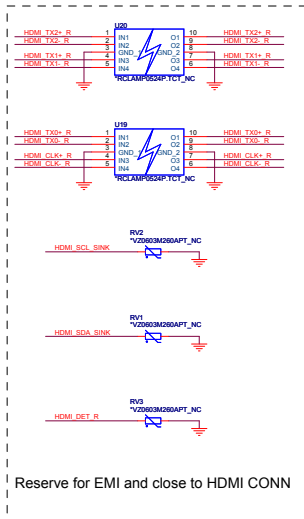 U20
HDMI_TX2+_R 1 IN1 O1 10 HDMI_TX2+_R
HDMI_TX2-_R 2 IN2 O2 9 HDMI_TX2-_R
3 GND_1 GND_2 8
HDMI_TX1+_R 4 IN3 O3 7 HDMI_TX1+_R
HDMI_TX1-_R 5 IN4 O4 6 HDMI_TX1-_R
*RCLAMP0524P.TCT_NC
U19
HDMI_TX0+_R 1 IN1 O1 10 HDMI_TX0+_R
HDMI_TX0-_R 2 IN2 O2 9 HDMI_TX0-_R
3 GND_1 GND_2 8
HDMI_CLK+_R 4 IN3 O3 7 HDMI_CLK+_R
HDMI_CLK-_R 5 IN4 O4 6 HDMI_CLK-_R
*RCLAMP0524P.TCT_NC
RV2
*VZ0603M260APT_NC
HDMI_SCL_SINK
RV1
*VZ0603M260APT_NC
HDMI_SDA_SINK
RV3
*VZ0603M260APT_NC
HDMI_DET_R
Reserve for EMI and close to HDMI CONN